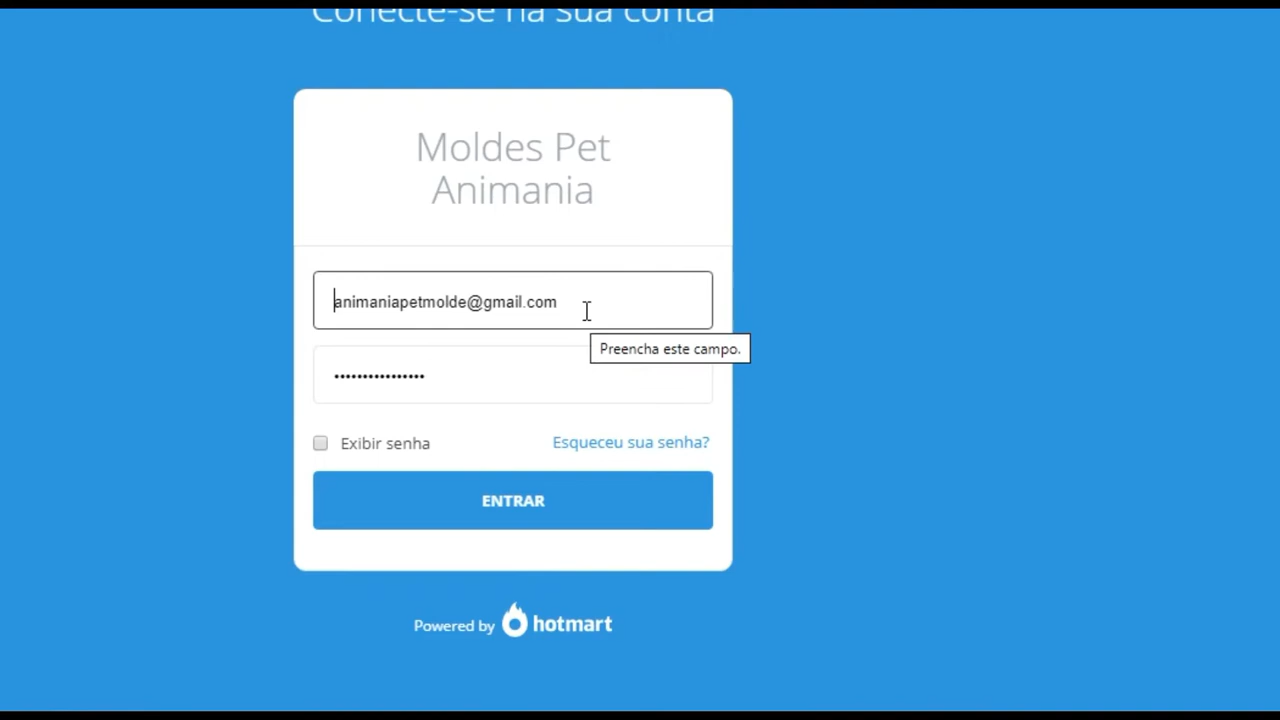 Conecte-se na sua conta
Moldes Pet
Animania
animaniapetmolde@gmail.com
Preencha este campo.
••••••••••••••••
Exibir senha
Esqueceu sua senha?
ENTRAR
Powered by hotmart